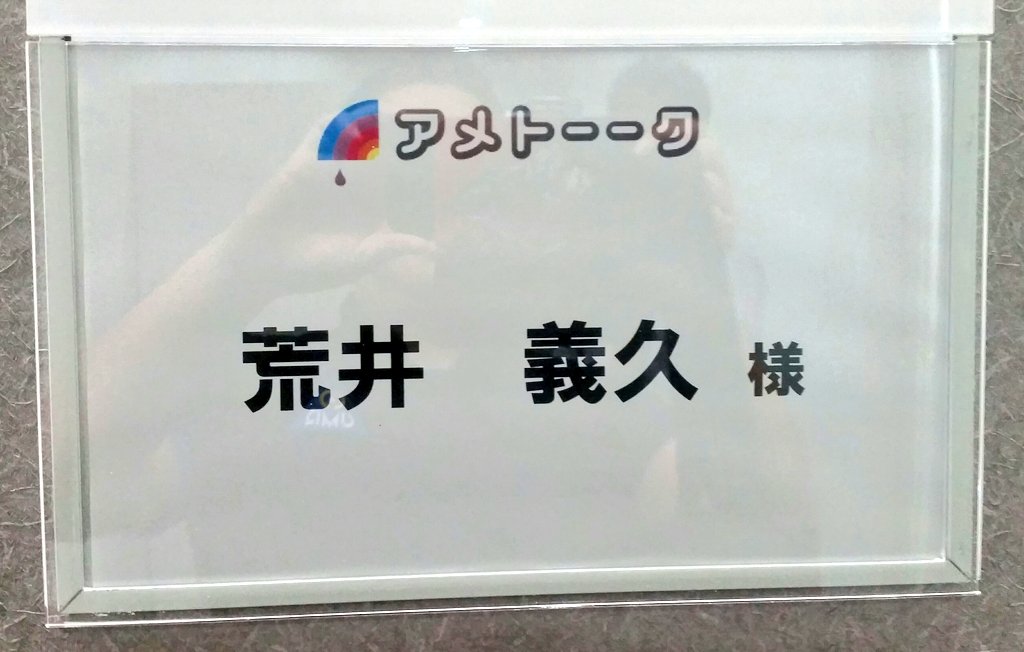 アメトーーク
荒井 義久 様